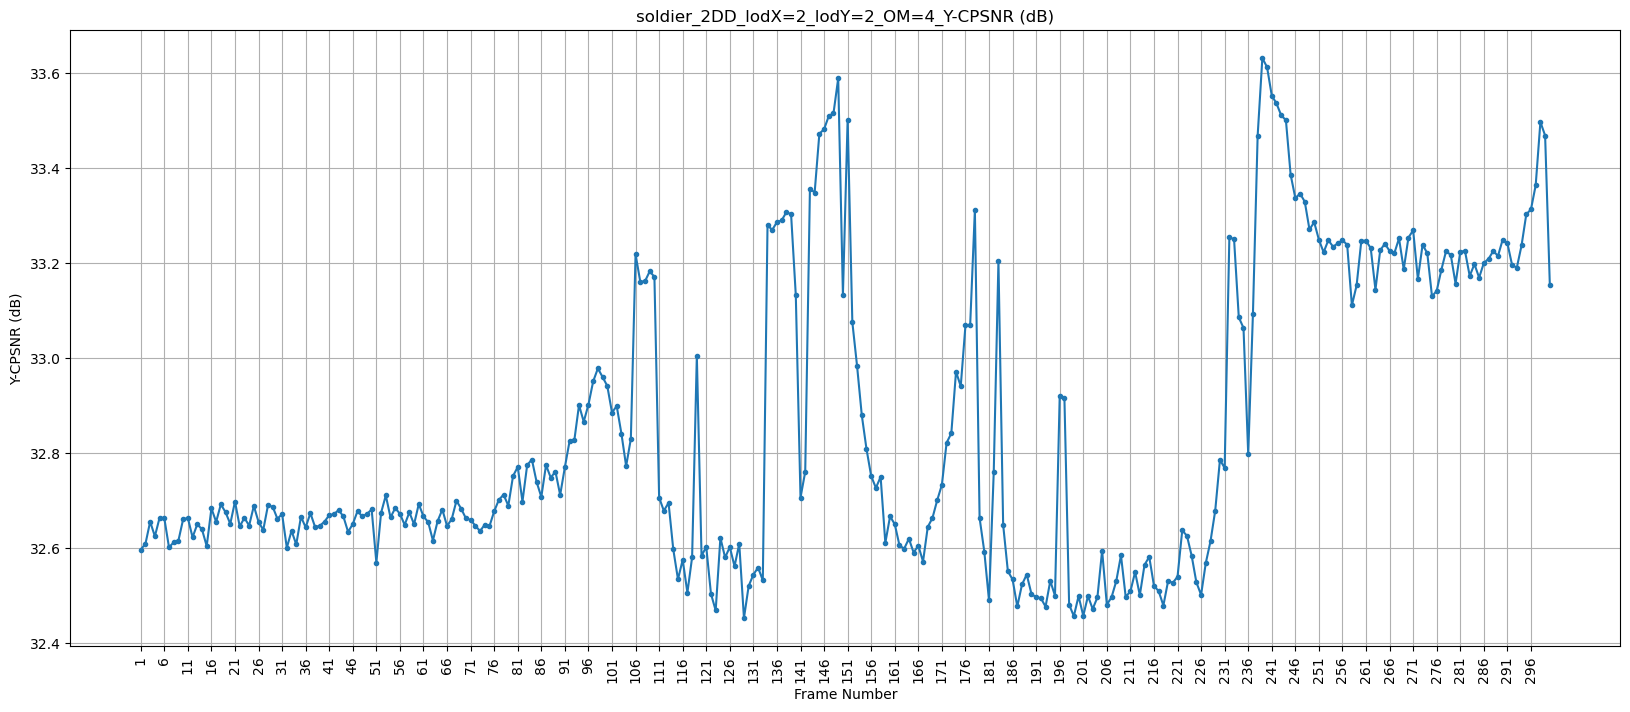 soldier_2DD_lodX=2_lodY=2_OM=4_Y-CPSNR (dB)
Y-CPSNR (dB)
33.6
33.4
33.2
33.0
32.8
32.6
32.4
1 6 11 16 21 26 31 36 41 46 51 56 61 66 71 76 81 86 91 96 101 106 111 116 121 126 131 136 141 146 151 156 161 166 171 176 181 186 191 196 201 206 211 216 221 226 231 236 241 246 251 256 261 266 271 276 281 286 291 296
Frame Number